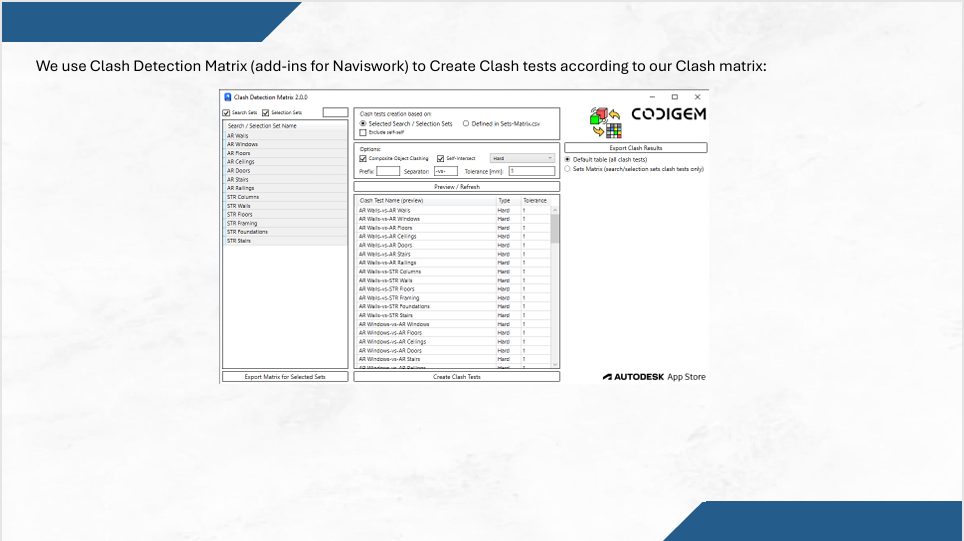 We use Clash Detection Matrix (add-ins for Naviswork) to Create Clash tests according to our Clash matrix:
Clash Detection Matrix 2.0.0
Search Sets Selection Sets
Search / Selection Set Name
AR Walls
AR Windows
AR Floors
AR Ceilings
AR Doors
AR Stairs
AR Railings
STR Columns
STR Walls
STR Floors
STR Framing
STR Foundations
STR Stairs
Export Matrix for Selected Sets
Clash tests creation based on:
Selected Search / Selection Sets Defined in Sets-Matrix.csv
Exclude self-self
Options:
Composite Object Clashing Self-Intersect Hard
Prefix: Separator: -vs- Tolerance [mm]:
Preview / Refresh
Clash Test Name (preview) Type Tolerance
AR Walls-vs-AR Walls Hard 1
AR Walls-vs-AR Windows Hard 1
AR Walls-vs-AR Floors Hard 1
AR Walls-vs-AR Ceilings Hard 1
AR Walls-vs-AR Doors Hard 1
AR Walls-vs-AR Stairs Hard 1
AR Walls-vs-AR Railings Hard 1
AR Walls-vs-STR Columns Hard 1
AR Walls-vs-STR Walls Hard 1
AR Walls-vs-STR Floors Hard 1
AR Walls-vs-STR Framing Hard 1
AR Walls-vs-STR Foundations Hard 1
AR Walls-vs-STR Stairs Hard 1
AR Windows-vs-AR Windows Hard 1
AR Windows-vs-AR Floors Hard 1
AR Windows-vs-AR Ceilings Hard 1
AR Windows-vs-AR Doors Hard 1
AR Windows-vs-AR Stairs Hard 1
AR Windows-vs-AR Railings Hard 1
Create Clash Tests
CODIGEM
Export Clash Results
Default table (all clash tests)
Sets Matrix (search/selection sets clash tests only)
AUTODESK App Store